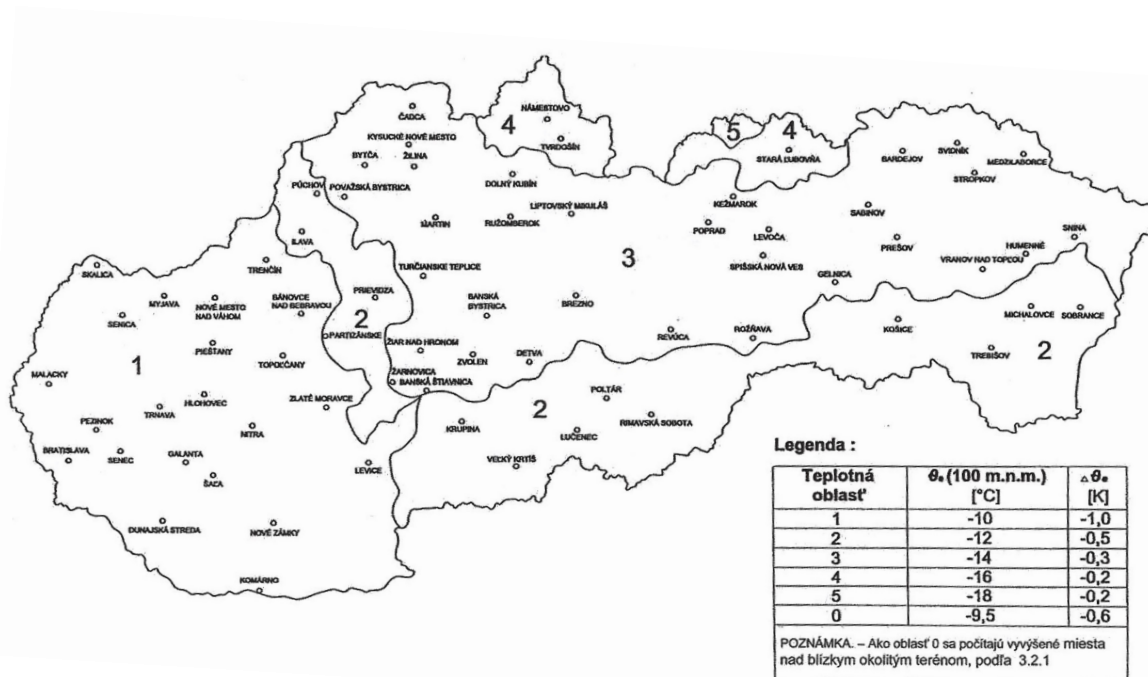 NÁMESTOVO
4
TVRDOŠÍN
ČADCA
KYSUCKÉ NOVÉ MESTO
BYTČA
ŽILINA
5
4
STARÁ ĽUBOVŇA
BARDEJOV
SVIDNÍK
MEDZILABORCE
STROPKOV
PÚCHOV
POVAŽSKÁ BYSTRICA
DOLNÝ KUBÍN
LIPTOVSKÝ MIKULÁŠ
KEŽMAROK
SABINOV
MARTIN
RUŽOMBEROK
POPRAD
LEVOČA
PREŠOV
SNINA
ILAVA
3
HUMENNÉ
TRENČÍN
TURČIANSKE TEPLICE
SPIŠSKÁ NOVÁ VES
GELNICA
VRANOV NAD TOPĽOU
SKALICA
MYJAVA
NOVÉ MESTO
NAD VÁHOM
BÁNOVCE
NAD BEBRAVOU
PRIEVIDZA
BANSKÁ
BYSTRICA
BREZNO
SENICA
2
PARTIZÁNSKE
REVÚCA
ROŽŇAVA
KOŠICE
MICHALOVCE
SOBRANCE
1
PIEŠTANY
TOPOĽČANY
ŽIAR NAD HRONOM
ZVOLEN
DETVA
TREBIŠOV
2
MALACKY
ŽARNOVICA
BANSKÁ ŠTIAVNICA
HLOHOVEC
ZLATÉ MORAVCE
POLTÁR
TRNAVA
2
RIMAVSKÁ SOBOTA
PEZINOK
NITRA
KRUPINA
LUČENEC
BRATISLAVA
SENEC
GALANTA
LEVICE
VEĽKÝ KRTÍŠ
ŠAĽA
DUNAJSKÁ STREDA
NOVÉ ZÁMKY
KOMÁRNO
Legenda :
Teplotná oblasť θe (100 m.n.m.) [°C] △θe [K]
1 -10 -1,0
2 -12 -0,5
3 -14 -0,3
4 -16 -0,2
5 -18 -0,2
0 -9,5 -0,6
POZNÁMKA. – Ako oblasť 0 sa počítajú vyvýšené miesta
nad blízkym okolitým terénom, podľa 3.2.1